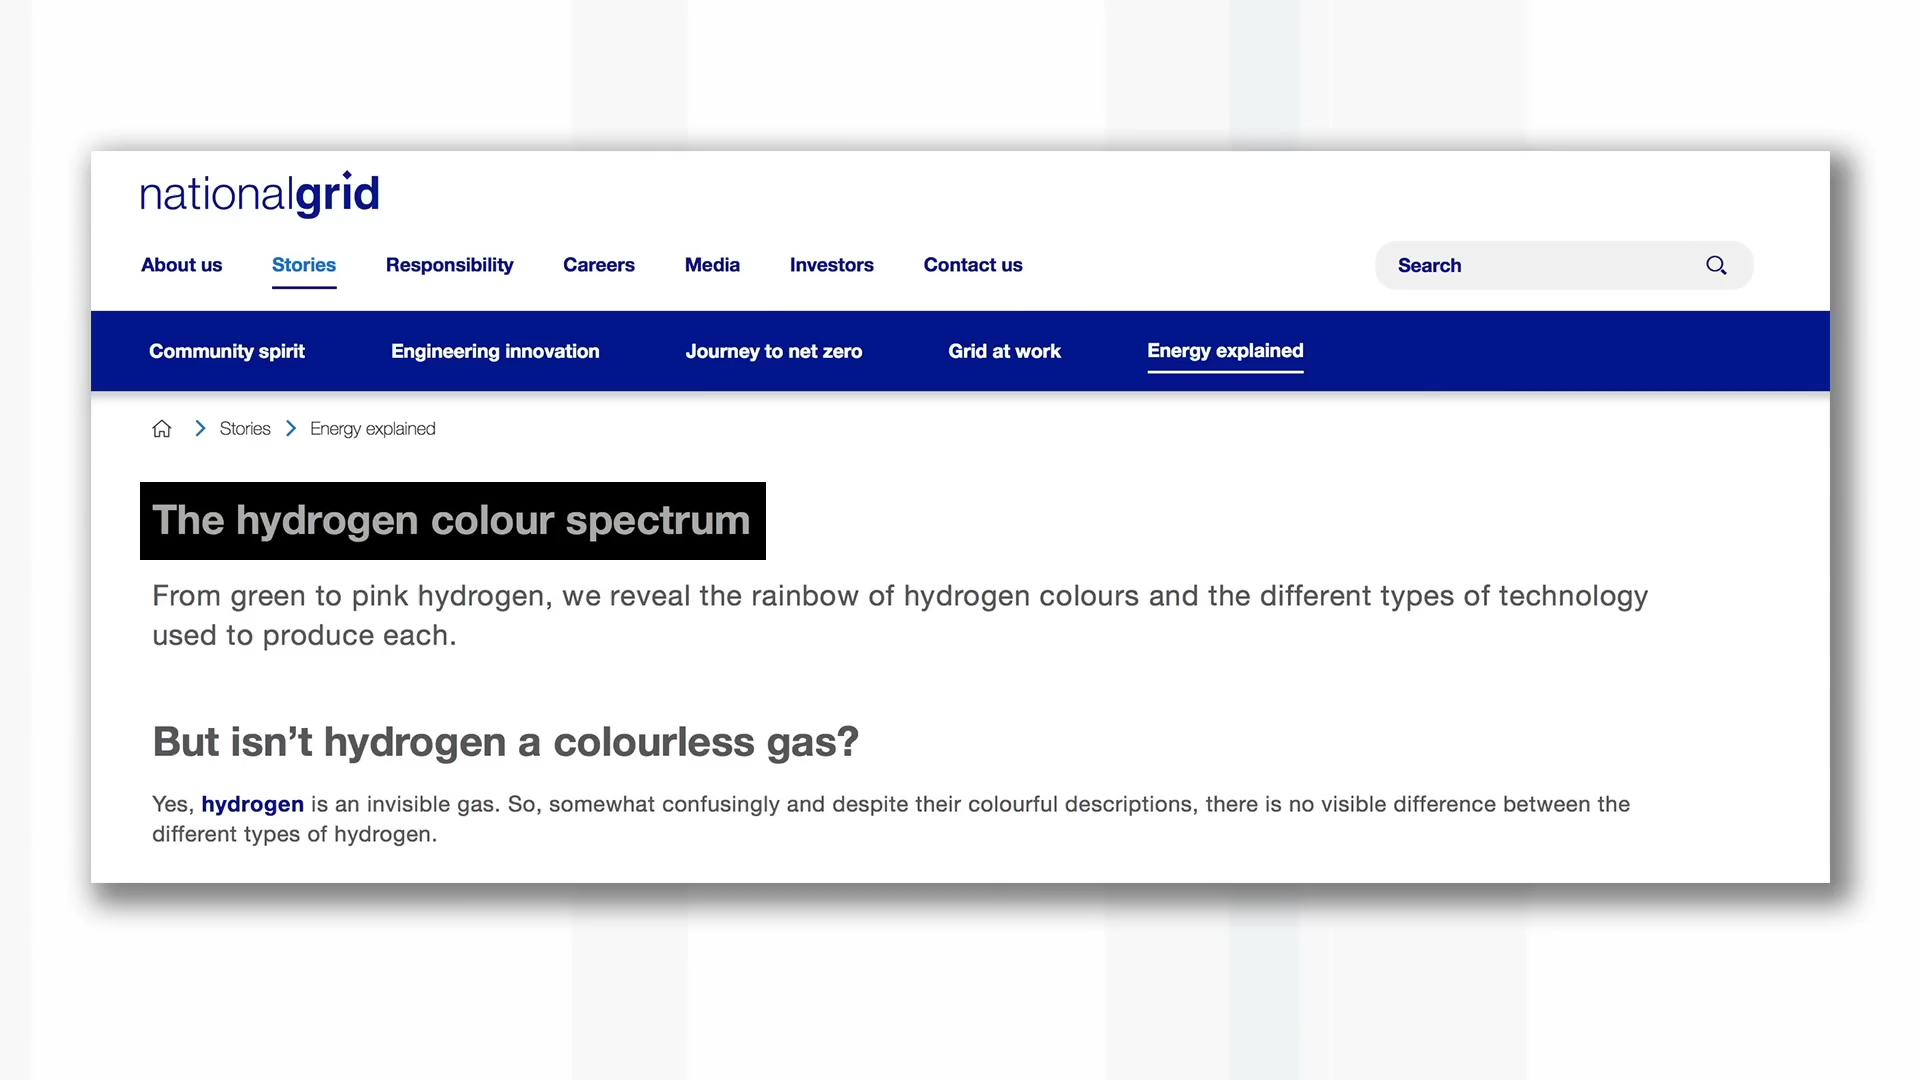 nationalgrid
About us Stories Responsibility Careers Media Investors Contact us Search
Community spirit Engineering innovation Journey to net zero Grid at work Energy explained
Stories Energy explained
The hydrogen colour spectrum
From green to pink hydrogen, we reveal the rainbow of hydrogen colours and the different types of technology
used to produce each.
But isn’t hydrogen a colourless gas?
Yes, hydrogen is an invisible gas. So, somewhat confusingly and despite their colourful descriptions, there is no visible difference between the
different types of hydrogen.